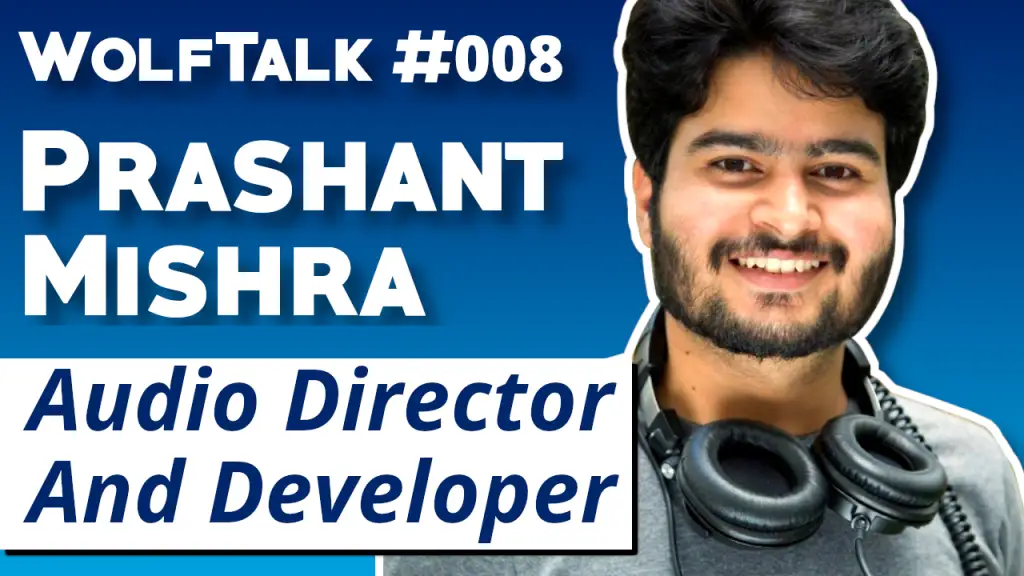 WolfTalk #008
Prashant
Mishra
Audio Director
And Developer